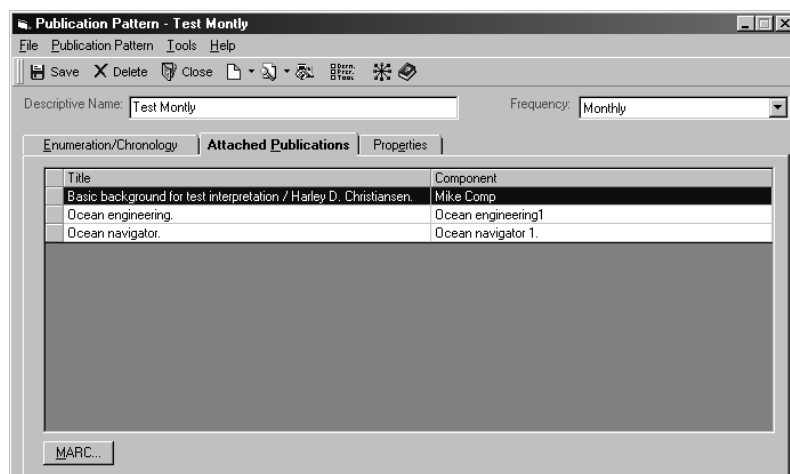 Publication Pattern - Test Montly
File Publication Pattern Tools Help
Save Delete Close
Descriptive Name: Test Montly Frequency: Monthly
Enumeration/Chronology Attached Publications Properties
Title Component
Basic background for test interpretation / Harley D. Christiansen. Mike Comp
Ocean engineering. Ocean engineering1
Ocean navigator. Ocean navigator 1.
MARC...